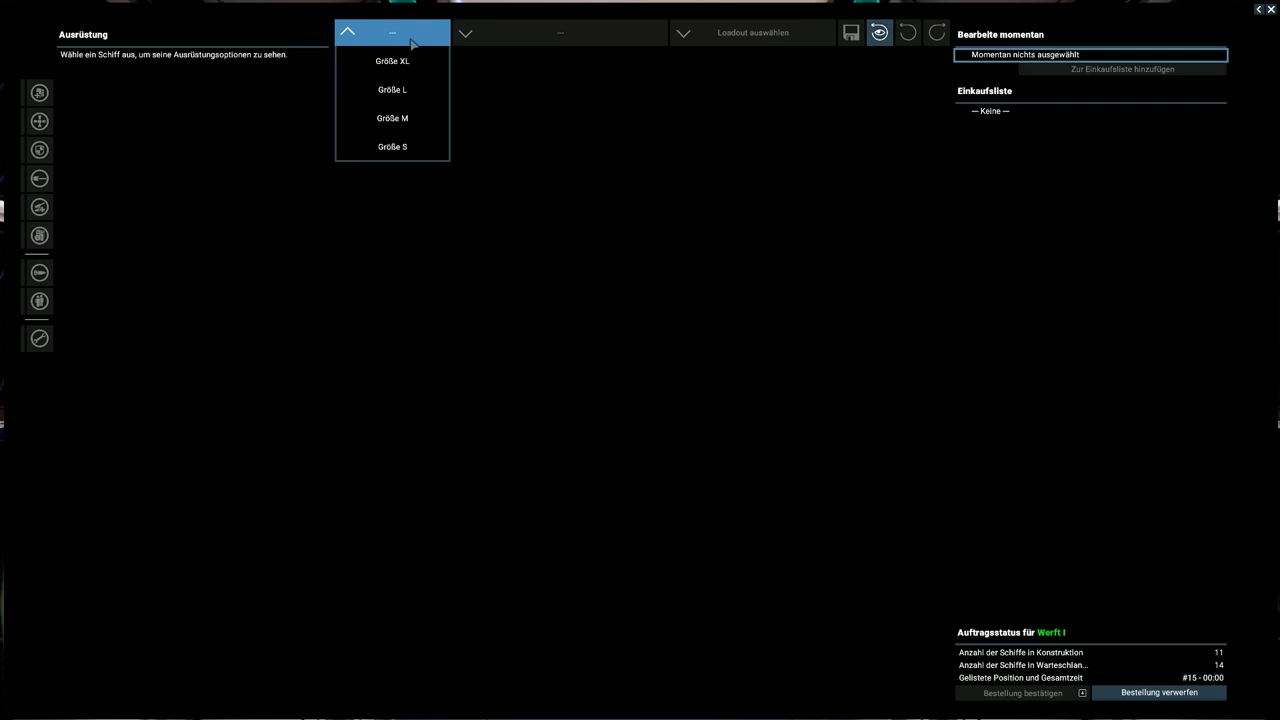 Ausrüstung
Wähle ein Schiff aus, um seine Ausrüstungsoptionen zu sehen.
---
---
Loadout auswählen
Größe XL
Größe L
Größe M
Größe S
Bearbeite momentan
Momentan nichts ausgewählt
Zur Einkaufsliste hinzufügen
Einkaufsliste
— Keine —
Auftragsstatus für Werft I
Anzahl der Schiffe in Konstruktion 11
Anzahl der Schiffe in Warteschlan... 14
Gelistete Position und Gesamtzeit #15 - 00:00
Bestellung bestätigen
Bestellung verwerfen